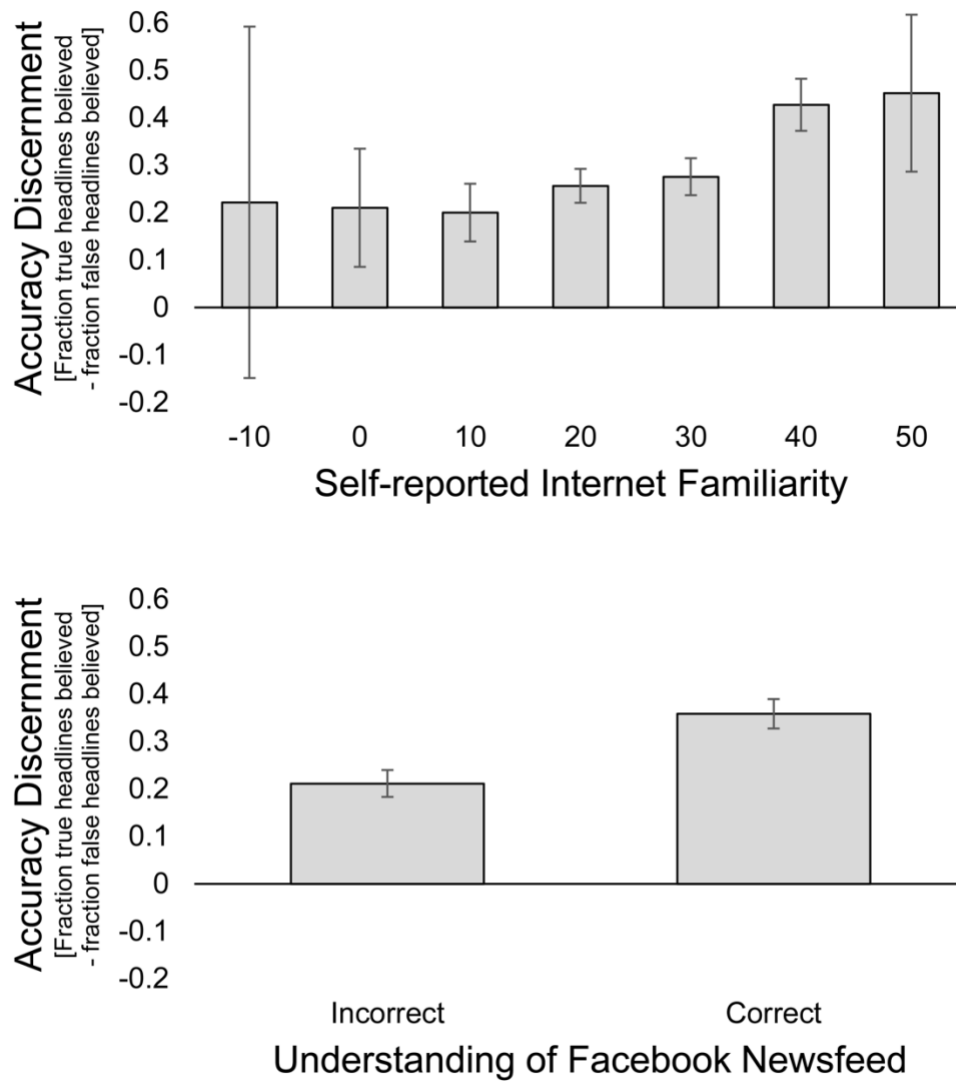 Accuracy Discernment
[Fraction true headlines believed
- fraction false headlines believed]
0.6
0.5
0.4
0.3
0.2
0.1
0
-0.1
-0.2
-10 0 10 20 30 40 50
Self-reported Internet Familiarity
Accuracy Discernment
[Fraction true headlines believed
- fraction false headlines believed]
0.6
0.5
0.4
0.3
0.2
0.1
0
-0.1
-0.2
Incorrect Correct
Understanding of Facebook Newsfeed